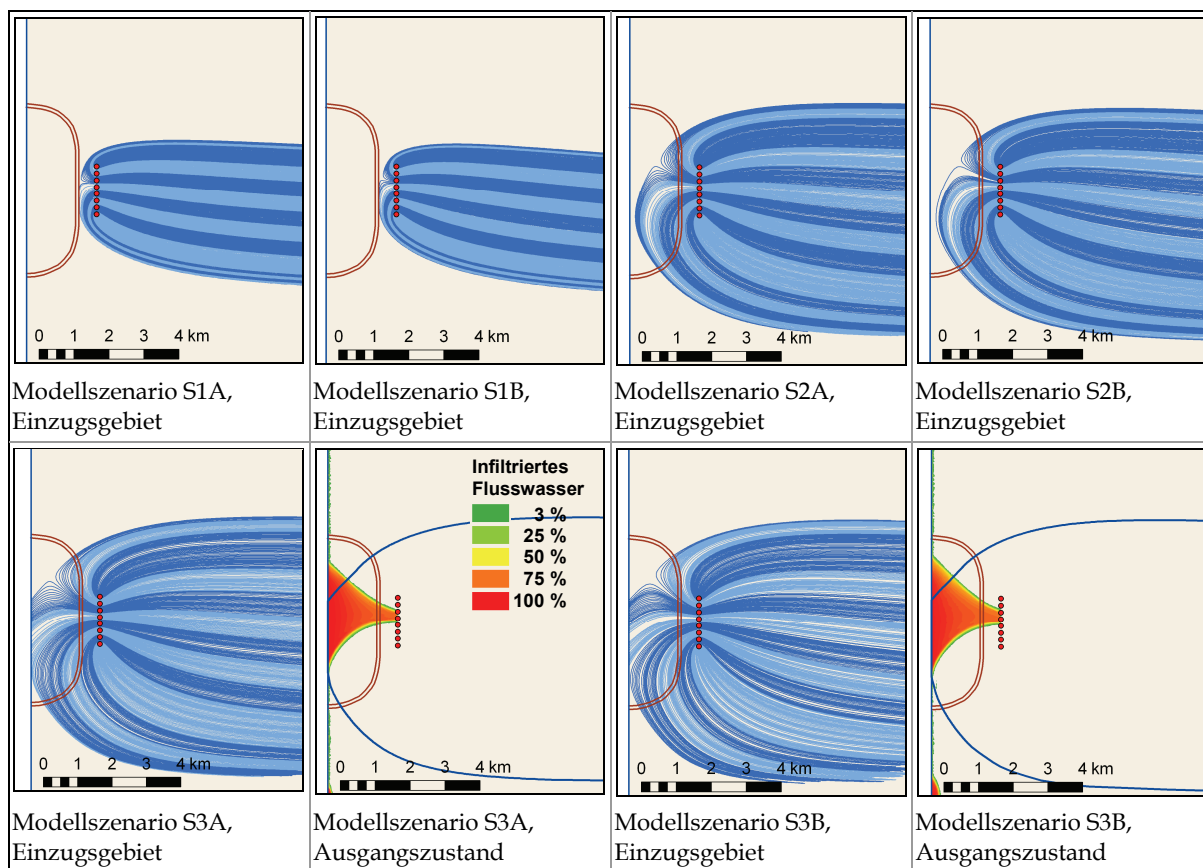 0 1 2 3 4 km
0 1 2 3 4 km
0 1 2 3 4 km
0 1 2 3 4 km
Modellszenario S1A,
Einzugsgebiet
Modellszenario S1B,
Einzugsgebiet
Modellszenario S2A,
Einzugsgebiet
Modellszenario S2B,
Einzugsgebiet
Infiltriertes
Flusswasser
3 %
25 %
50 %
75 %
100 %
0 1 2 3 4 km
0 1 2 3 4 km
0 1 2 3 4 km
0 1 2 3 4 km
Modellszenario S3A,
Einzugsgebiet
Modellszenario S3A,
Ausgangszustand
Modellszenario S3B,
Einzugsgebiet
Modellszenario S3B,
Ausgangszustand